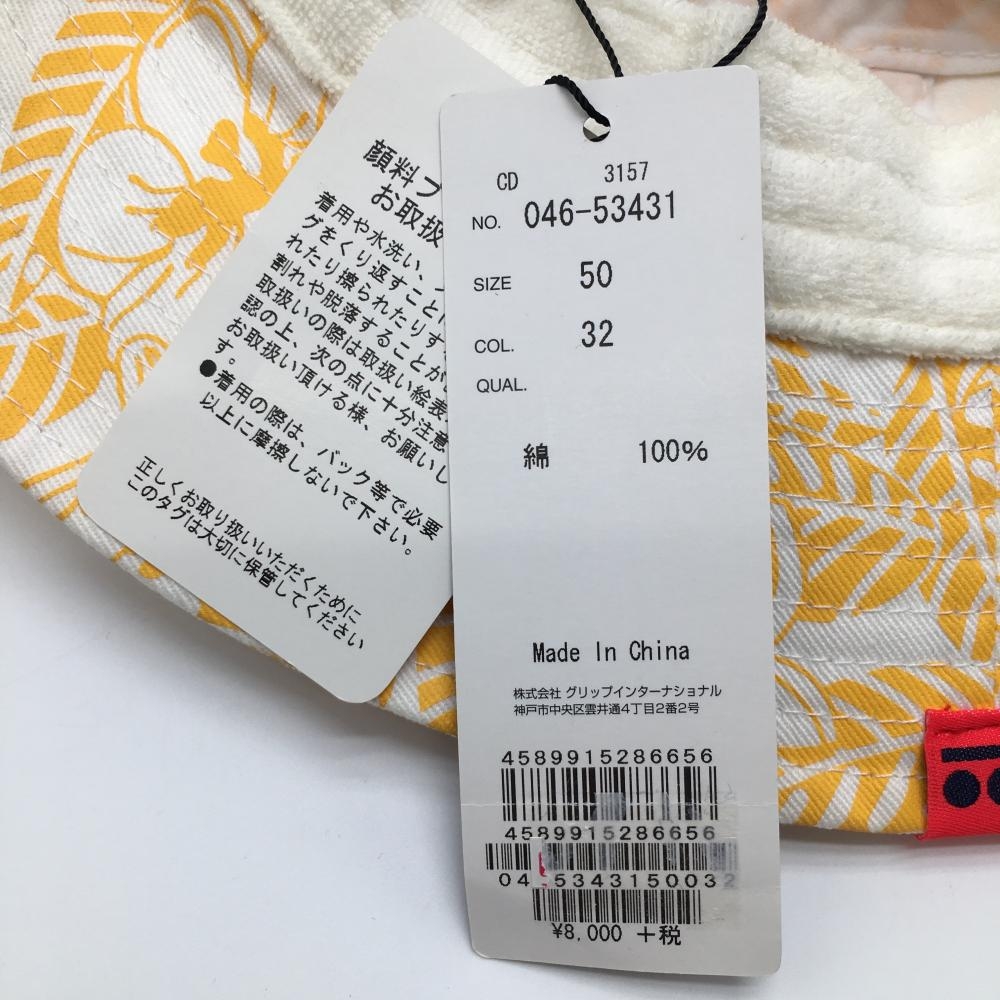 顔料プ
お取扱
着用や水洗い、
グをくり返すこと
れたり擦られたりす
割れや脱落することが
取扱いの際は取扱い絵表
認の上、次の点に十分注意
お取扱い頂ける様、お願いし
す。
●着用の際は、バック等で必要
以上に摩擦しないで下さい。
正しくお取り扱いいただくために
このタグは大切に保管してください
CD 3157
NO. 046-53431
SIZE 50
COL. 32
QUAL.
綿 100%
Made In China
株式会社 グリップインターナショナル
神戸市中央区雲井通4丁目2番2号
4589915286656
4589915286656
04 534315003
¥8,000 +税